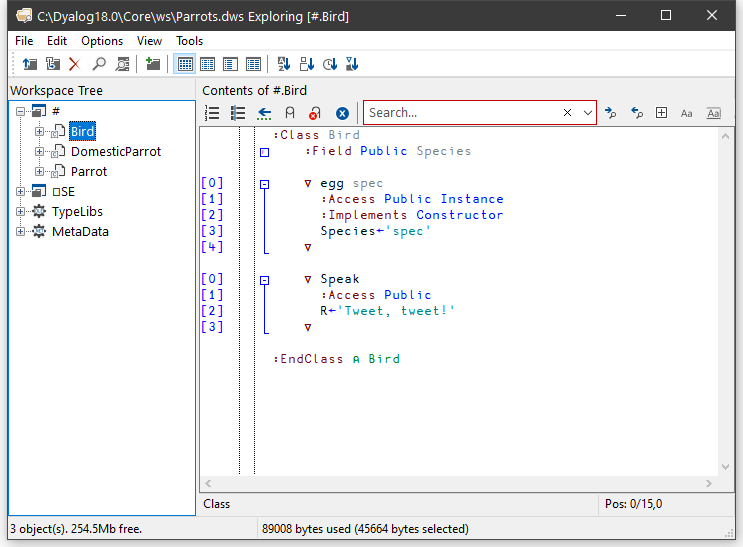 C:\Dyalog18.0\Core\ws\Parrots.dws Exploring [#.Bird]
File Edit Options View Tools
Workspace Tree
#
Bird
DomesticParrot
Parrot
⎕SE
TypeLibs
MetaData
Contents of #.Bird
Search...
Aa Aa
:Class Bird
:Field Public Species
[0] ∇ egg spec
[1] :Access Public Instance
[2] :Implements Constructor
[3] Species←'spec'
[4] ∇
[0] ∇ Speak
[1] :Access Public
[2] R←'Tweet, tweet!'
[3] ∇
:EndClass ⍝ Bird
Class Pos: 0/15,0
3 object(s). 254.5Mb free. 89008 bytes used (45664 bytes selected)